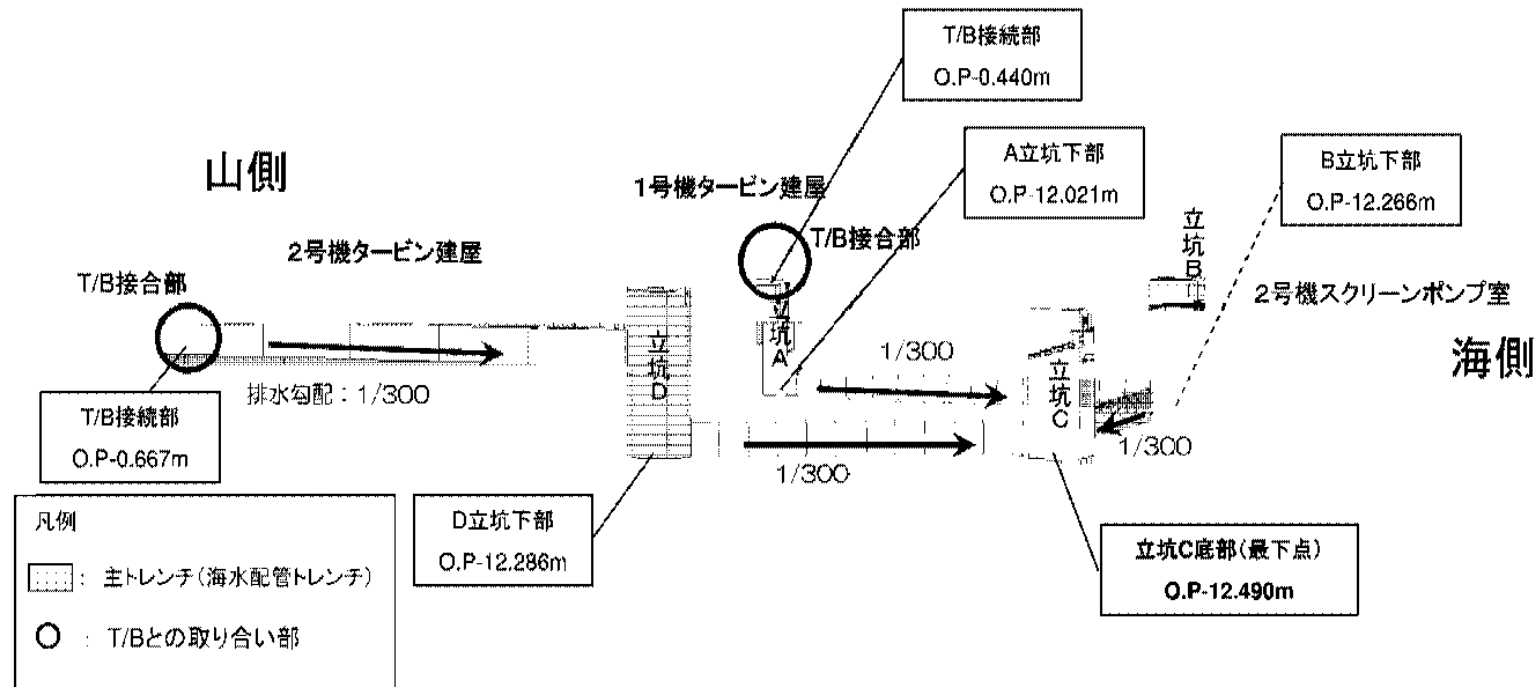 T/B接続部
O.P-0.440m
山側
A立坑下部
O.P-12.021m
B立坑下部
O.P-12.266m
1号機タービン建屋
T/B接合部
2号機タービン建屋
T/B接合部
立坑B
2号機スクリーンポンプ室
海側
立坑D
立坑A
立坑C
1/300
排水勾配：1/300
1/300
1/300
T/B接続部
O.P-0.667m
D立坑下部
O.P-12.286m
立坑C底部(最下点)
O.P-12.490m
凡例
：主トレンチ(海水配管トレンチ)
：T/Bとの取り合い部